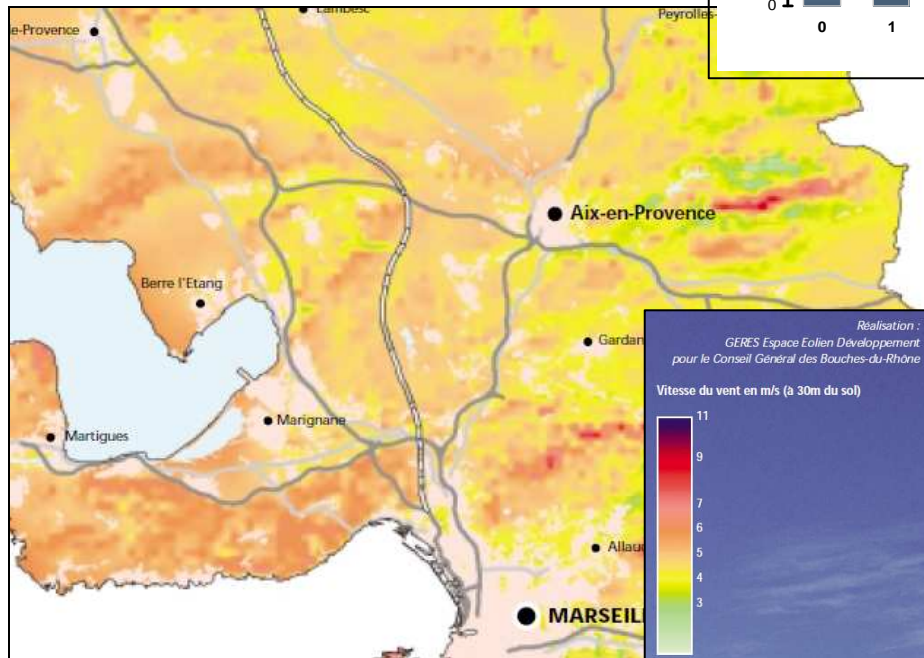 Lambesc
e-Provence
Peyrolles-
0 1
0 1
Aix-en-Provence
Berre l'Etang
Gardan
Marignane
Martigues
Allau
MARSEIL
Réalisation :
GERES Espace Eolien Développement
pour le Conseil Général des Bouches-du-Rhône
Vitesse du vent en m/s (à 30m du sol)
11
9
7
6
5
4
3